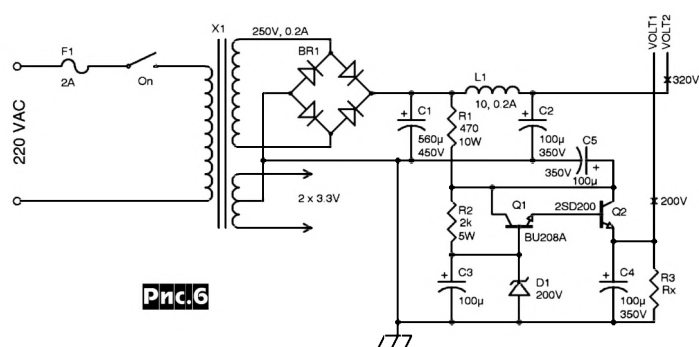 X1
250V, 0.2A
F1
2A
On
220 VAC
BR1
2 x 3.3V
C1
560µ
450V
R1
470
10W
L1
10, 0.2A
C2
100µ
350V
C5
350V
100µ
VOLT1
VOLT2
320V
200V
R2
2k
5W
Q1
BU208A
2SD200
Q2
C3
100µ
D1
200V
C4
100µ
350V
R3
Rx
Рис.6